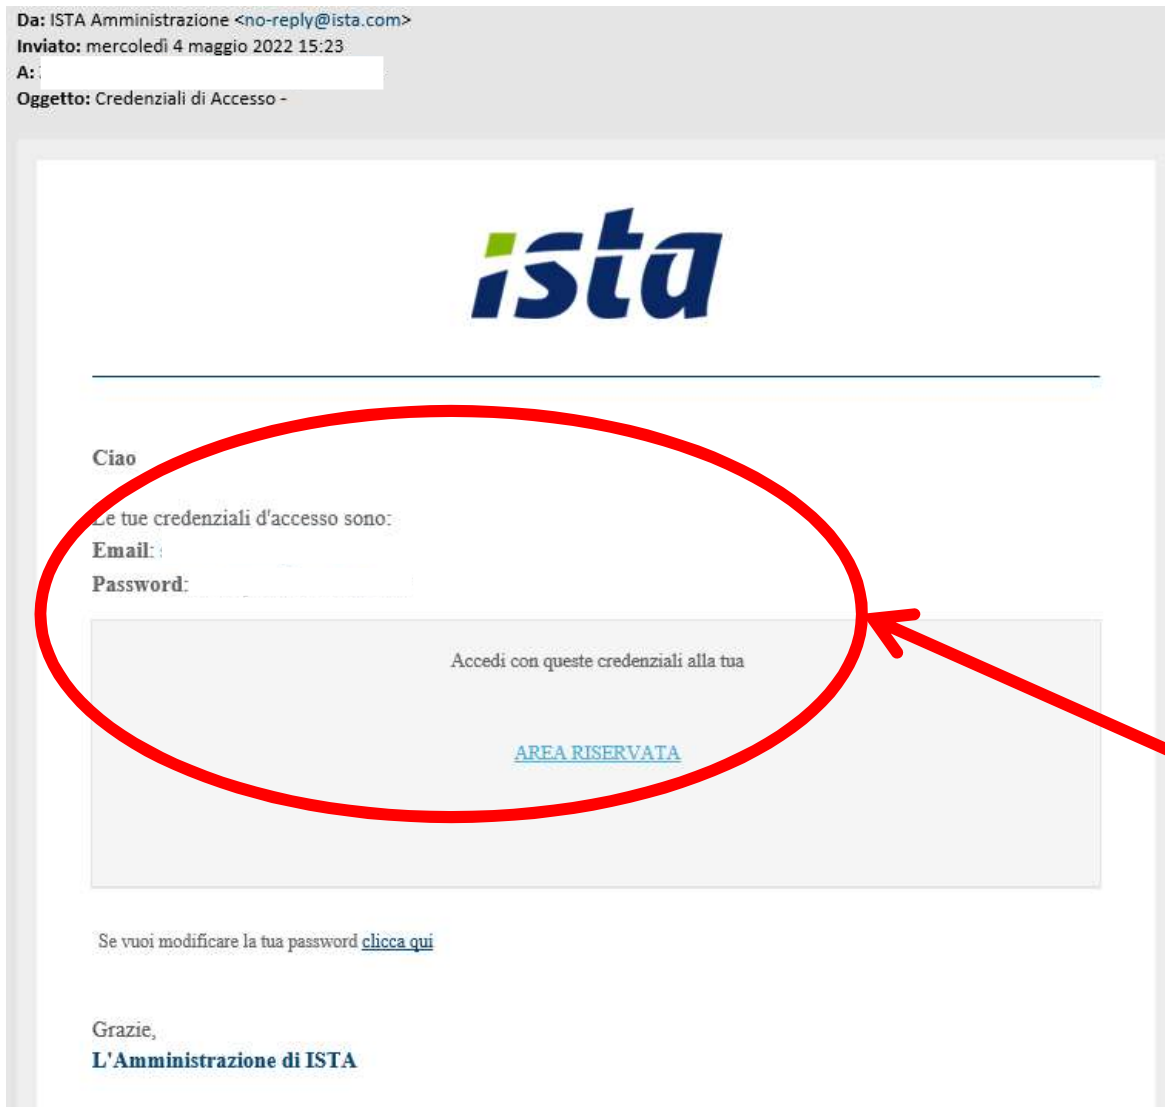 Da: ISTA Amministrazione <no-reply@ista.com>
Inviato: mercoledì 4 maggio 2022 15:23
A:
Oggetto: Credenziali di Accesso -
ista
Ciao
Le tue credenziali d'accesso sono:
Email:
Password:
Accedi con queste credenziali alla tua
AREA RISERVATA
Se vuoi modificare la tua password clicca qui
Grazie,
L'Amministrazione di ISTA